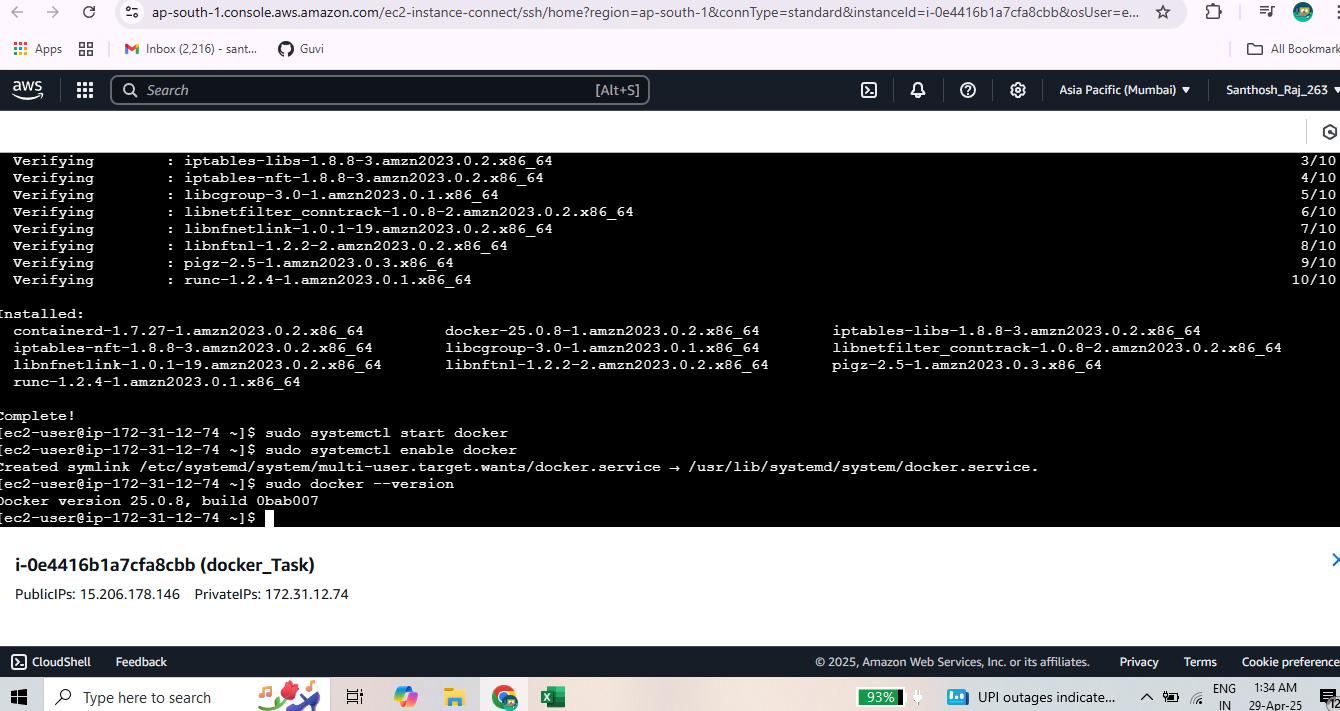 ap-south-1.console.aws.amazon.com/ec2-instance-connect/ssh/home?region=ap-south-1&connType=standard&instanceId=i-0e4416b1a7cfa8cbb&osUser=e...
Apps Inbox (2,216) - sant... Guvi All Bookmark
aws Search [Alt+S] Asia Pacific (Mumbai) Santhosh_Raj_263
Verifying : iptables-libs-1.8.8-3.amzn2023.0.2.x86_64 3/10
Verifying : iptables-nft-1.8.8-3.amzn2023.0.2.x86_64 4/10
Verifying : libcgroup-3.0-1.amzn2023.0.1.x86_64 5/10
Verifying : libnetfilter_conntrack-1.0.8-2.amzn2023.0.2.x86_64 6/10
Verifying : libnfnetlink-1.0.1-19.amzn2023.0.2.x86_64 7/10
Verifying : libnftnl-1.2.2-2.amzn2023.0.2.x86_64 8/10
Verifying : pigz-2.5-1.amzn2023.0.3.x86_64 9/10
Verifying : runc-1.2.4-1.amzn2023.0.1.x86_64 10/10
Installed:
containerd-1.7.27-1.amzn2023.0.2.x86_64 docker-25.0.8-1.amzn2023.0.2.x86_64 iptables-libs-1.8.8-3.amzn2023.0.2.x86_64
iptables-nft-1.8.8-3.amzn2023.0.2.x86_64 libcgroup-3.0-1.amzn2023.0.1.x86_64 libnetfilter_conntrack-1.0.8-2.amzn2023.0.2.x86_64
libnfnetlink-1.0.1-19.amzn2023.0.2.x86_64 libnftnl-1.2.2-2.amzn2023.0.2.x86_64 pigz-2.5-1.amzn2023.0.3.x86_64
runc-1.2.4-1.amzn2023.0.1.x86_64
Complete!
[ec2-user@ip-172-31-12-74 ~]$ sudo systemctl start docker
[ec2-user@ip-172-31-12-74 ~]$ sudo systemctl enable docker
Created symlink /etc/systemd/system/multi-user.target.wants/docker.service → /usr/lib/systemd/system/docker.service.
[ec2-user@ip-172-31-12-74 ~]$ sudo docker --version
Docker version 25.0.8, build 0bab007
[ec2-user@ip-172-31-12-74 ~]$
i-0e4416b1a7cfa8cbb (docker_Task)
PublicIPs: 15.206.178.146 PrivateIPs: 172.31.12.74
CloudShell Feedback © 2025, Amazon Web Services, Inc. or its affiliates. Privacy Terms Cookie preference
Type here to search 93% UPI outages indicate... ENG 1:34 AM
IN 29-Apr-25 12